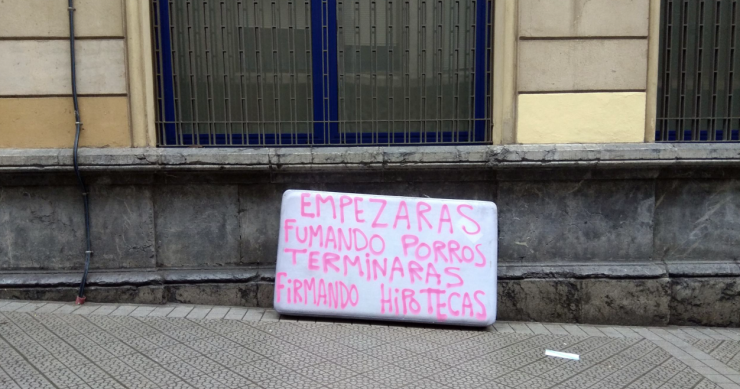 EMPEZARAS
FUMANDO PORROS
TERMINARAS
FIRMANDO HIPOTECAS